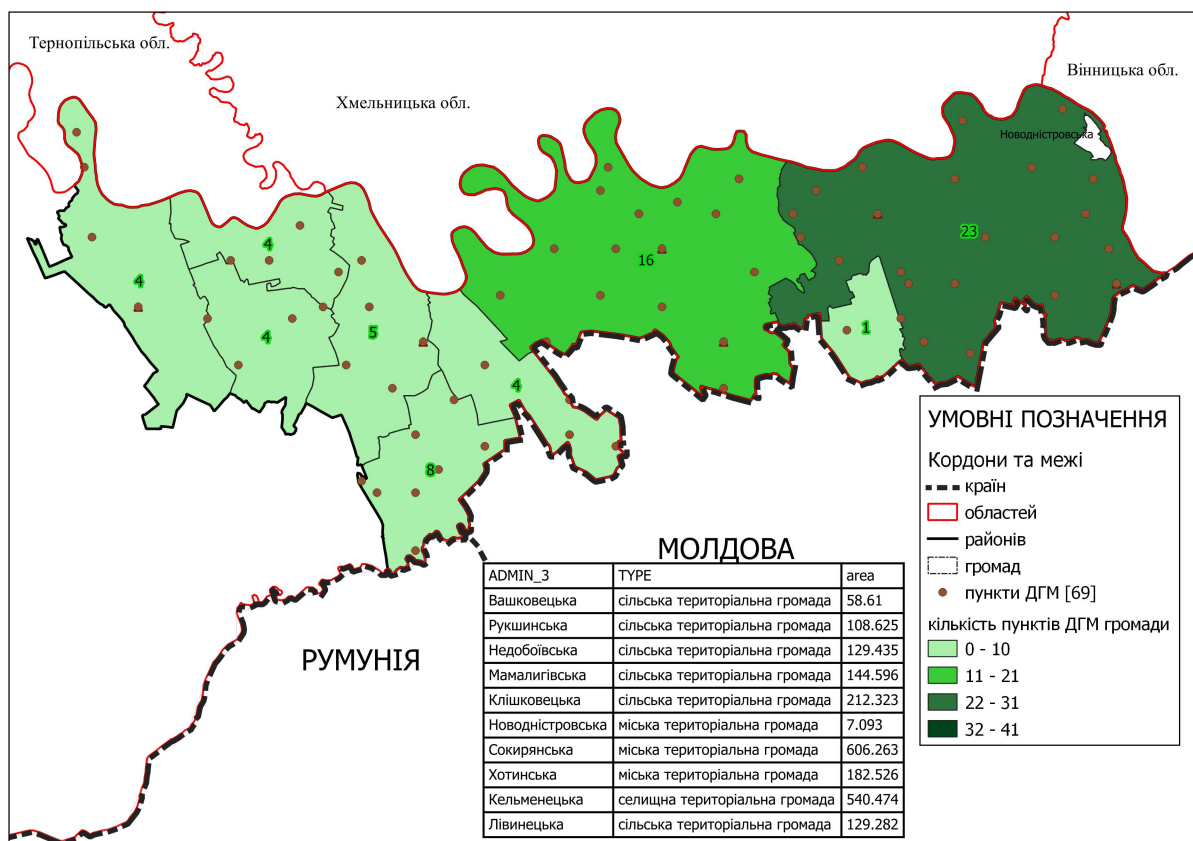 Тернопільська обл.
Хмельницька обл.
Вінницька обл.
Новодністровська
4
4
4
5
8
4
16
23
1
УМОВНІ ПОЗНАЧЕННЯ
Кордони та межі
країн
областей
районів
громад
пункти ДГМ [69]
кількість пунктів ДГМ громади
0 - 10
11 - 21
22 - 31
32 - 41
МОЛДОВА
РУМУНІЯ
ADMIN_3 TYPE area
Вашковецька сільська територіальна громада 58.61
Рукшинська сільська територіальна громада 108.625
Недобоївська сільська територіальна громада 129.435
Мамалигівська сільська територіальна громада 144.596
Клішковецька сільська територіальна громада 212.323
Новодністровська міська територіальна громада 7.093
Сокирянська міська територіальна громада 606.263
Хотинська міська територіальна громада 182.526
Кельменецька селищна територіальна громада 540.474
Лівинецька сільська територіальна громада 129.282